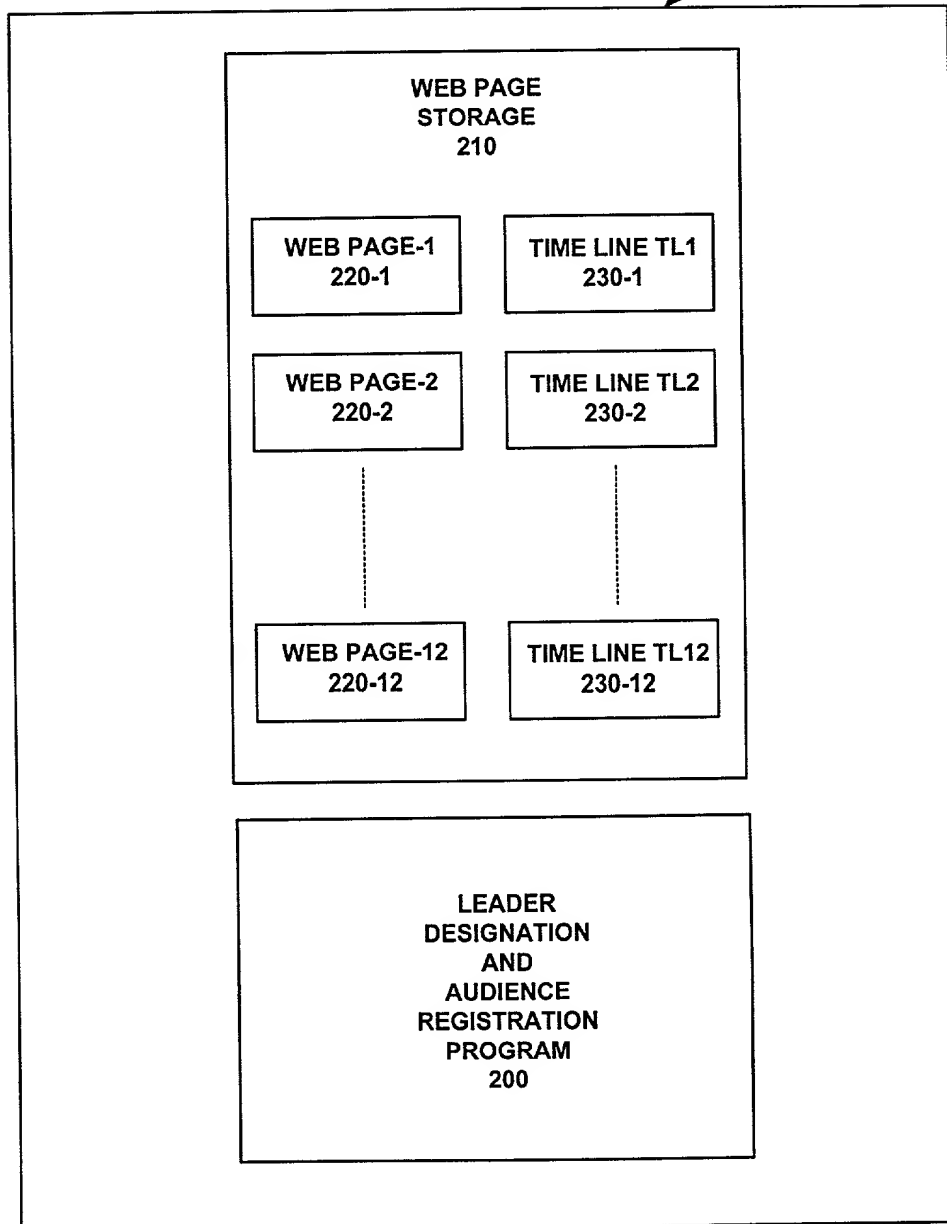 WEB PAGE
STORAGE
210
WEB PAGE-1
220-1
TIME LINE TL1
230-1
WEB PAGE-2
220-2
TIME LINE TL2
230-2
WEB PAGE-12
220-12
TIME LINE TL12
230-12
LEADER
DESIGNATION
AND
AUDIENCE
REGISTRATION
PROGRAM
200